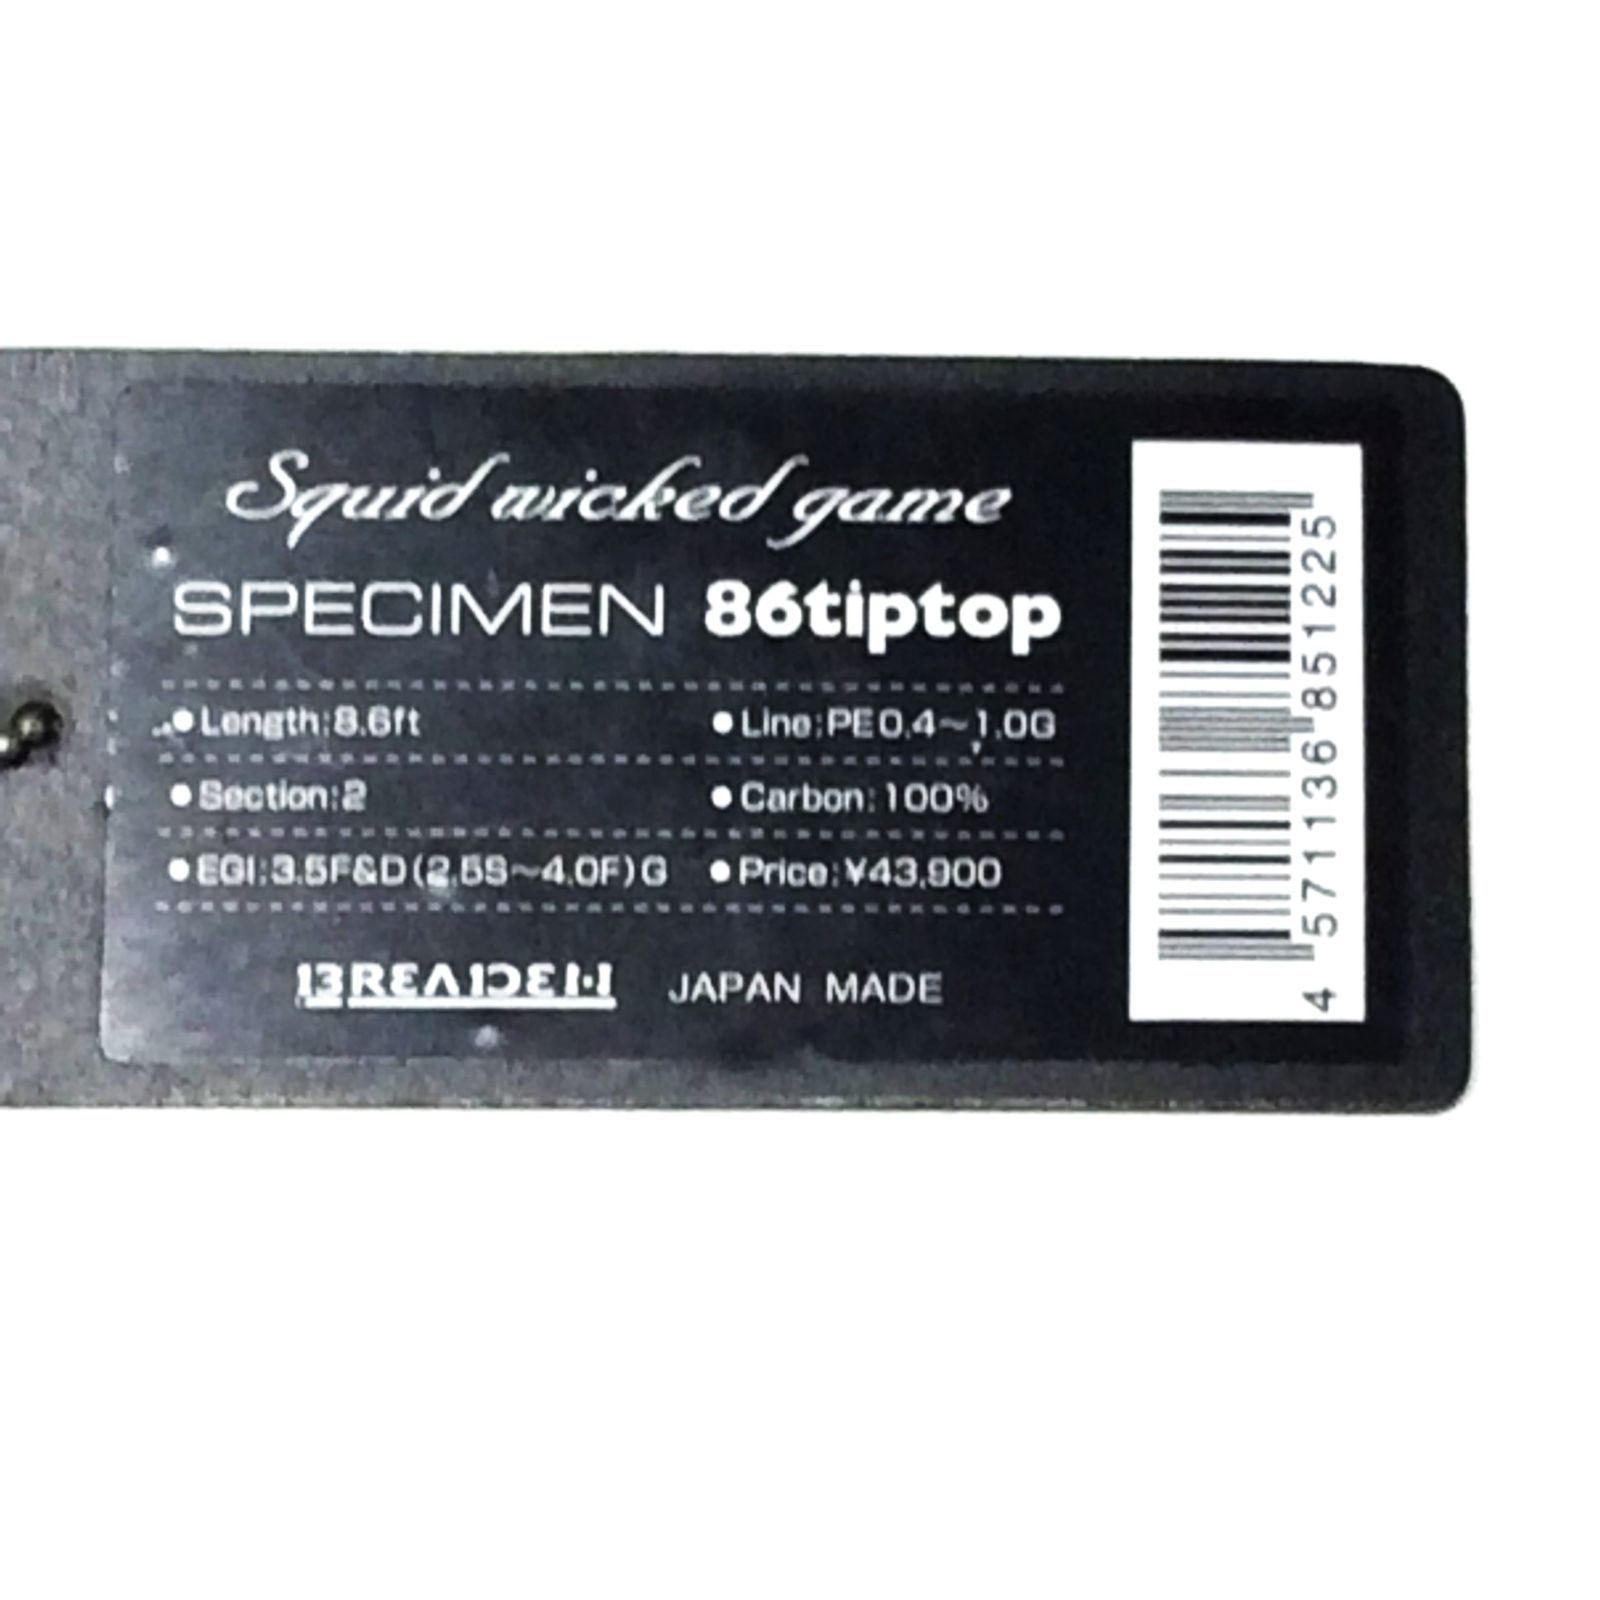 Squid wicked game
SPECIMEN 86tiptop
●Length:8.6ft ●Line:PE0.4～1.0G
●Section:2 ●Carbon:100%
●EGI:3.5F&D(2.5S～4.0F)G ●Price:¥43,900
BREADEN JAPAN MADE
4 571136 851225